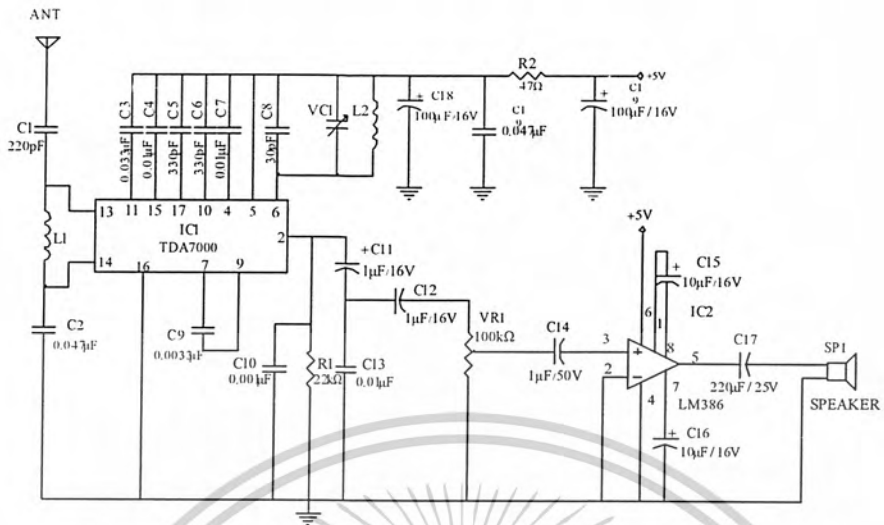 ANT
C1
220pF
L1
C2
0.047µF
C3
0.033µF
C4
0.01µF
C5
330pF
C6
330pF
C7
0.01µF
C8
30pF
VC1
L2
+
C18
100µF/16V
C1
9
0.047µF
R2
47Ω
+
C1
9
100µF/16V
+5V
13
11
15
17
10
4
5
6
IC1
TDA7000
2
14
16
7
9
C9
0.0033µF
C10
0.001µF
R1
22kΩ
+C11
1µF/16V
C12
1µF/16V
C13
0.01µF
VR1
100kΩ
C14
1µF/50V
+5V
+
C15
10µF/16V
IC2
6
1
3
+
8
5
2
−
7
4
LM386
+
C16
10µF/16V
C17
220µF/25V
SP1
SPEAKER